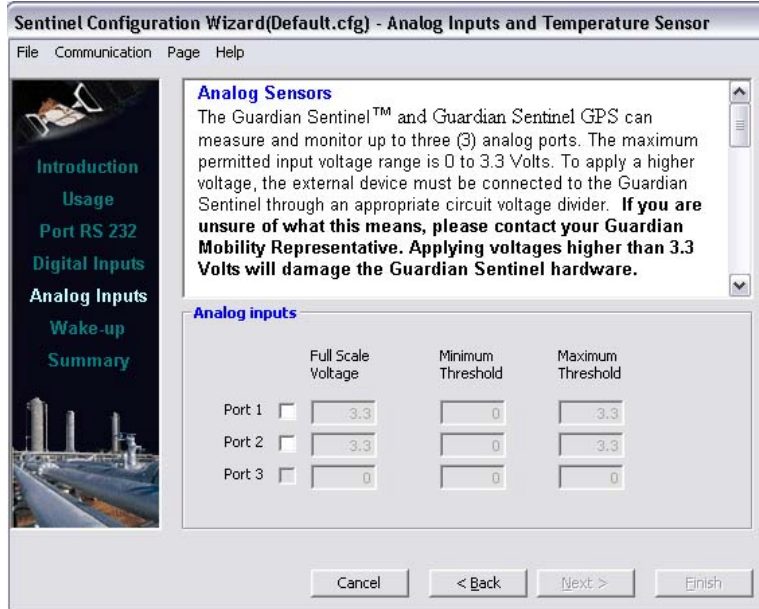 Sentinel Configuration Wizard(Default.cfg) - Analog Inputs and Temperature Sensor
File Communication Page Help
Introduction
Usage
Port RS 232
Digital Inputs
Analog Inputs
Wake-up
Summary
Analog Sensors
The Guardian Sentinel™ and Guardian Sentinel GPS can
measure and monitor up to three (3) analog ports. The maximum
permitted input voltage range is 0 to 3.3 Volts. To apply a higher
voltage, the external device must be connected to the Guardian
Sentinel through an appropriate circuit voltage divider. If you are
unsure of what this means, please contact your Guardian
Mobility Representative. Applying voltages higher than 3.3
Volts will damage the Guardian Sentinel hardware.
Analog inputs
Full Scale Voltage Minimum Threshold Maximum Threshold
Port 1 3.3 0 3.3
Port 2 3.3 0 3.3
Port 3 0 0 0
Cancel < Back Next > Finish